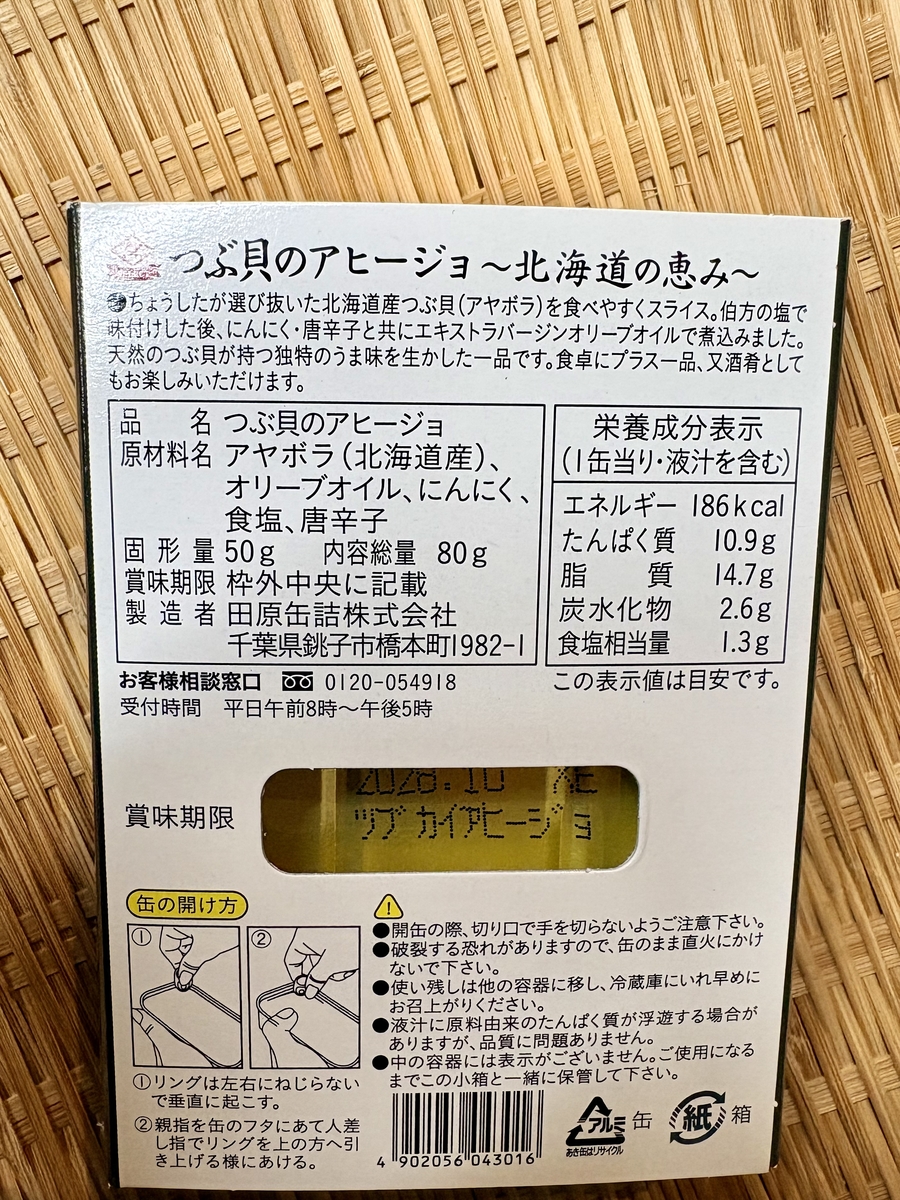 つぶ貝のアヒージョ～北海道の恵み～
ちょうしたが選び抜いた北海道産つぶ貝(アヤボラ)を食べやすくスライス。伯方の塩で
味付けした後、にんにく・唐辛子と共にエキストラバージンオリーブオイルで煮込みました。
天然のつぶ貝が持つ独特のうま味を生かした一品です。食卓にプラス一品、又酒肴として
もお楽しみいただけます。
品名 つぶ貝のアヒージョ
原材料名 アヤボラ(北海道産)、
オリーブオイル、にんにく、
食塩、唐辛子
固形量 50g 内容総量 80g
賞味期限 枠外中央に記載
製造者 田原缶詰株式会社
千葉県銚子市橋本町1982-1
栄養成分表示
(1缶当り・液汁を含む)
エネルギー 186kcal
たんぱく質 10.9g
脂質 14.7g
炭水化物 2.6g
食塩相当量 1.3g
この表示値は目安です。
お客様相談窓口 0120-054918
受付時間 平日午前8時～午後5時
賞味期限
2028.10
ツブカイアヒージョ
缶の開け方
① ②
①リングは左右にねじらない
で垂直に起こす。
②親指を缶のフタにあて人差
し指でリングを上の方へ引
き上げる様にあける。
●開缶の際、切り口で手を切らないようご注意下さい。
●破裂する恐れがありますので、缶のまま直火にかけ
ないで下さい。
●使い残しは他の容器に移し、冷蔵庫にいれ早めに
お召上がりください。
●液汁に原料由来のたんぱく質が浮遊する場合が
ありますが、品質に問題ありません。
●中の容器には表示がございません。ご使用になる
までこの小箱と一緒に保管して下さい。
4 902056 043016
アルミ 缶
あき缶はリサイクル
紙 箱